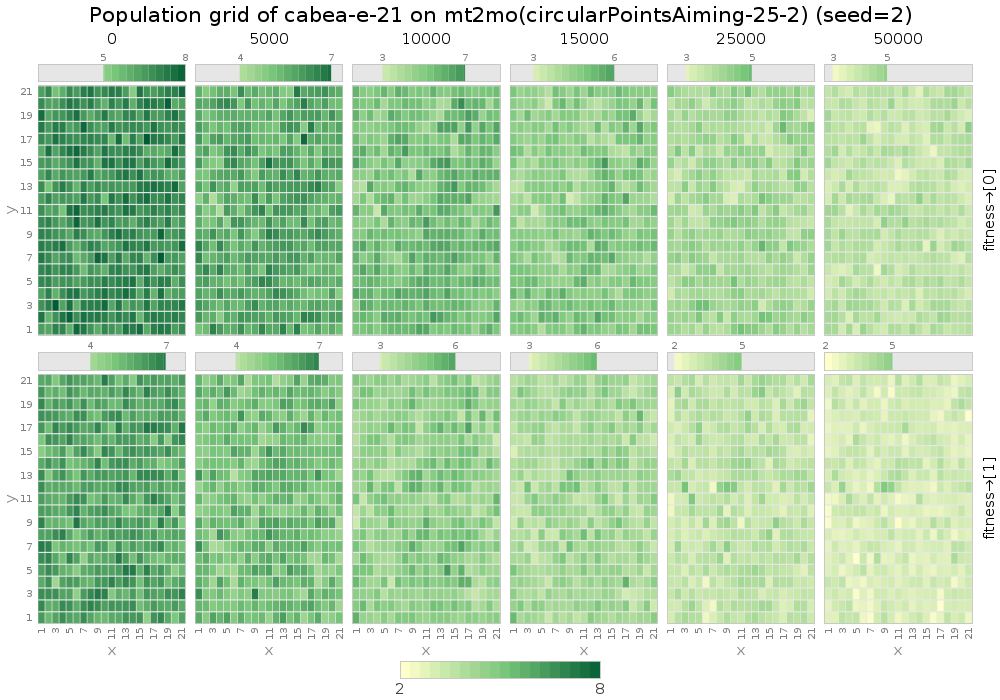 Population grid of cabea-e-21 on mt2mo(circularPointsAiming-25-2) (seed=2)
0 5000 10000 15000 25000 50000
5 8 4 7 3 7 3 6 3 5 3 5
21
19
17
15
13
y 11
9
7
5
3
1
fitness→[0]
4 7 4 7 3 6 3 6 2 5 2 5
21
19
17
15
13
y 11
9
7
5
3
1
fitness→[1]
1 3 5 7 9 11 13 15 17 19 21 1 3 5 7 9 11 13 15 17 19 21 1 3 5 7 9 11 13 15 17 19 21 1 3 5 7 9 11 13 15 17 19 21 1 3 5 7 9 11 13 15 17 19 21 1 3 5 7 9 11 13 15 17 19 21
x x x x x x
2 8